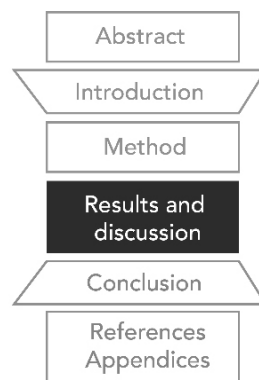 Abstract
Introduction
Method
Results and
discussion
Conclusion
References
Appendices